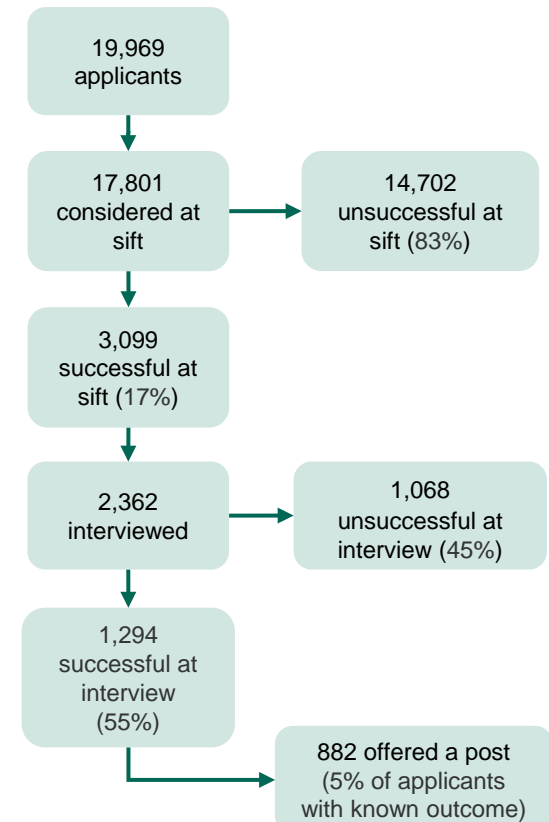 19,969
applicants
17,801
considered at
sift
14,702
unsuccessful at
sift (83%)
3,099
successful at
sift (17%)
2,362
interviewed
1,068
unsuccessful at
interview (45%)
1,294
successful at
interview
(55%)
882 offered a post
(5% of applicants
with known outcome)